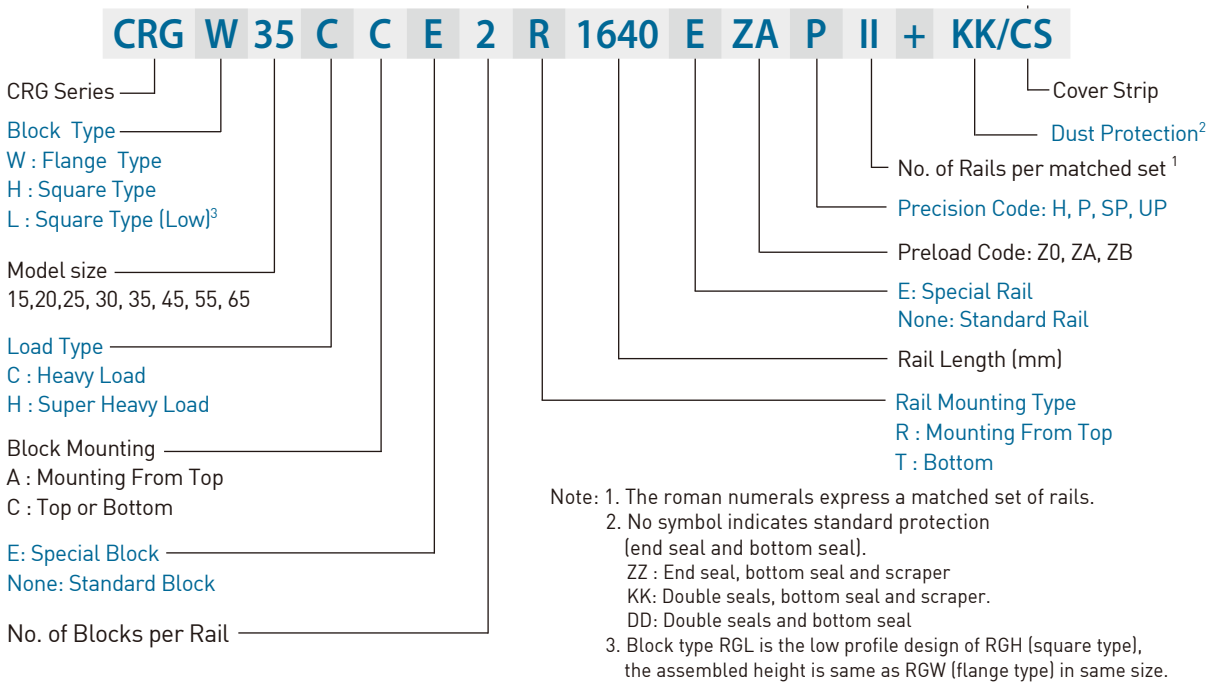 CRG W 35 C C E 2 R 1640 E ZA P II + KK/CS
CRG Series
Block Type
W : Flange Type
H : Square Type
L : Square Type (Low)3
Model size
15,20,25, 30, 35, 45, 55, 65
Load Type
C : Heavy Load
H : Super Heavy Load
Block Mounting
A : Mounting From Top
C : Top or Bottom
E: Special Block
None: Standard Block
No. of Blocks per Rail
Cover Strip
Dust Protection2
No. of Rails per matched set 1
Precision Code: H, P, SP, UP
Preload Code: Z0, ZA, ZB
E: Special Rail
None: Standard Rail
Rail Length (mm)
Rail Mounting Type
R : Mounting From Top
T : Bottom
Note: 1. The roman numerals express a matched set of rails.
2. No symbol indicates standard protection
(end seal and bottom seal).
ZZ : End seal, bottom seal and scraper
KK: Double seals, bottom seal and scraper.
DD: Double seals and bottom seal
3. Block type RGL is the low profile design of RGH (square type),
the assembled height is same as RGW (flange type) in same size.